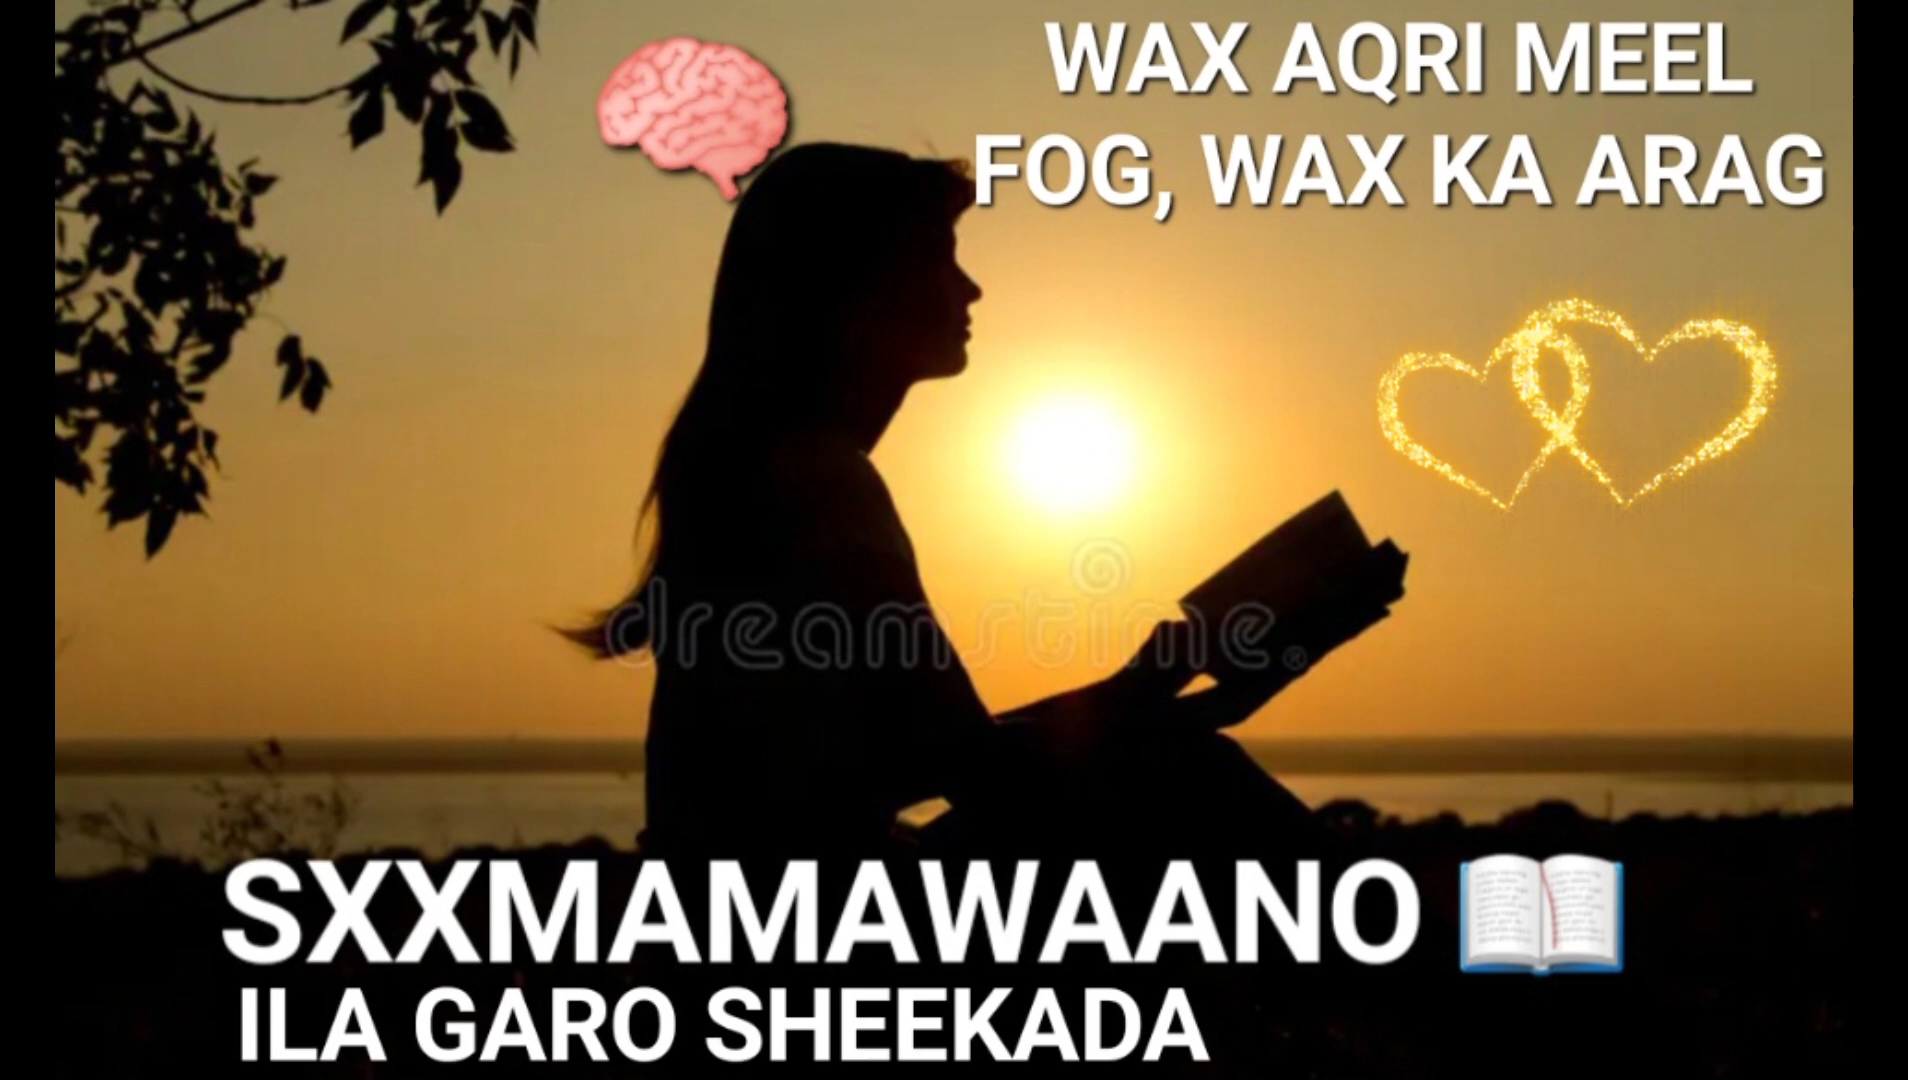 WAX AQRI MEEL
FOG, WAX KA ARAG
dreamstime.
SXXMAMAWAANO
ILA GARO SHEEKADA